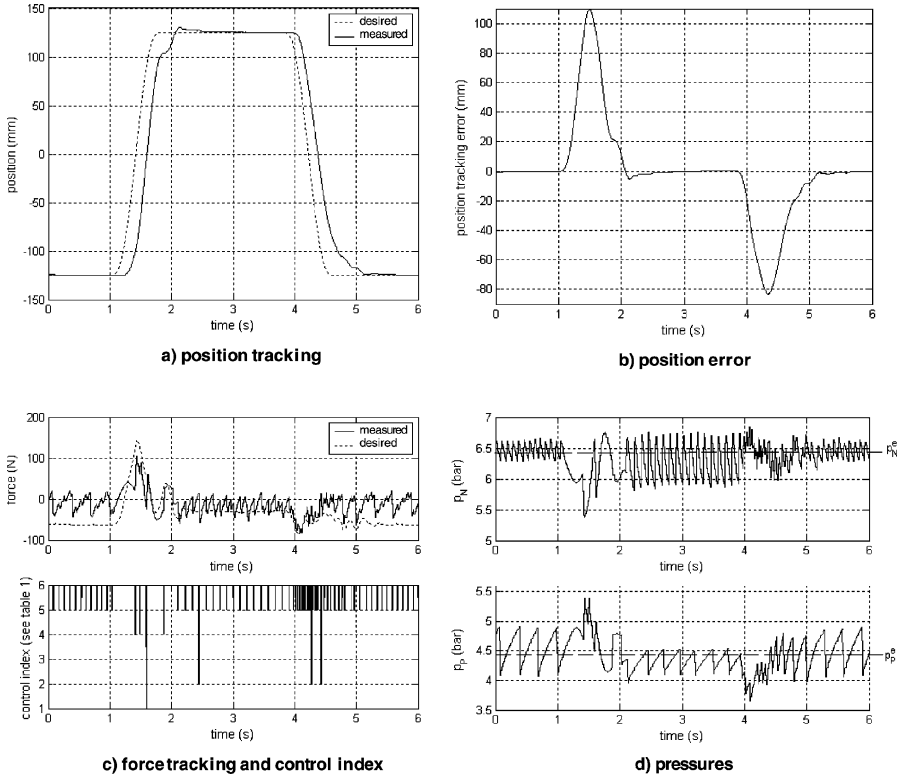 150
100
50
0
-50
-100
-150
position (mm)
desired
measured
0 1 2 3 4 5 6
time (s)
a) position tracking
100
80
60
40
20
0
-20
-40
-60
-80
position tracking error (mm)
0 1 2 3 4 5 6
time (s)
b) position error
200
100
0
-100
force (N)
measured
desired
0 1 2 3 4 5 6
time (s)
6
5
4
3
2
1
control index (see table 1)
0 1 2 3 4 5 6
time (s)
c) force tracking and control index
7
6.5
6
5.5
5
pN (bar)
pNe
0 1 2 3 4 5 6
time (s)
5.5
5
4.5
4
3.5
pP (bar)
pPe
0 1 2 3 4 5 6
time (s)
d) pressures